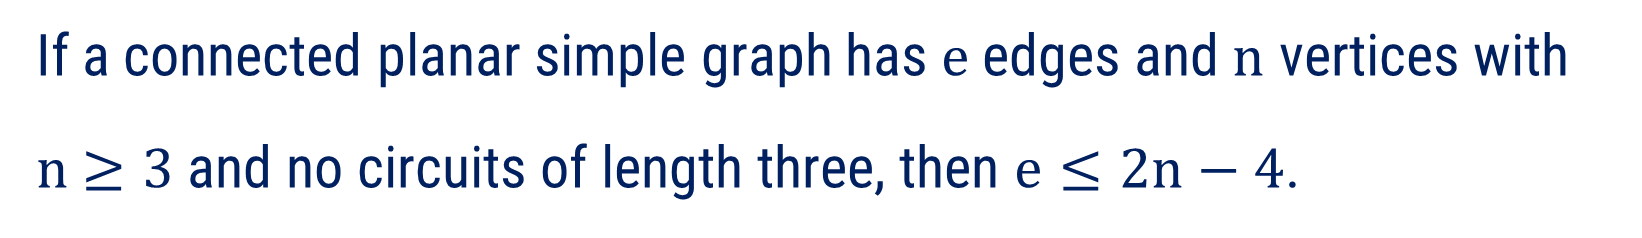 If a connected planar simple graph has e edges and n vertices with
n ≥ 3 and no circuits of length three, then e ≤ 2n − 4.